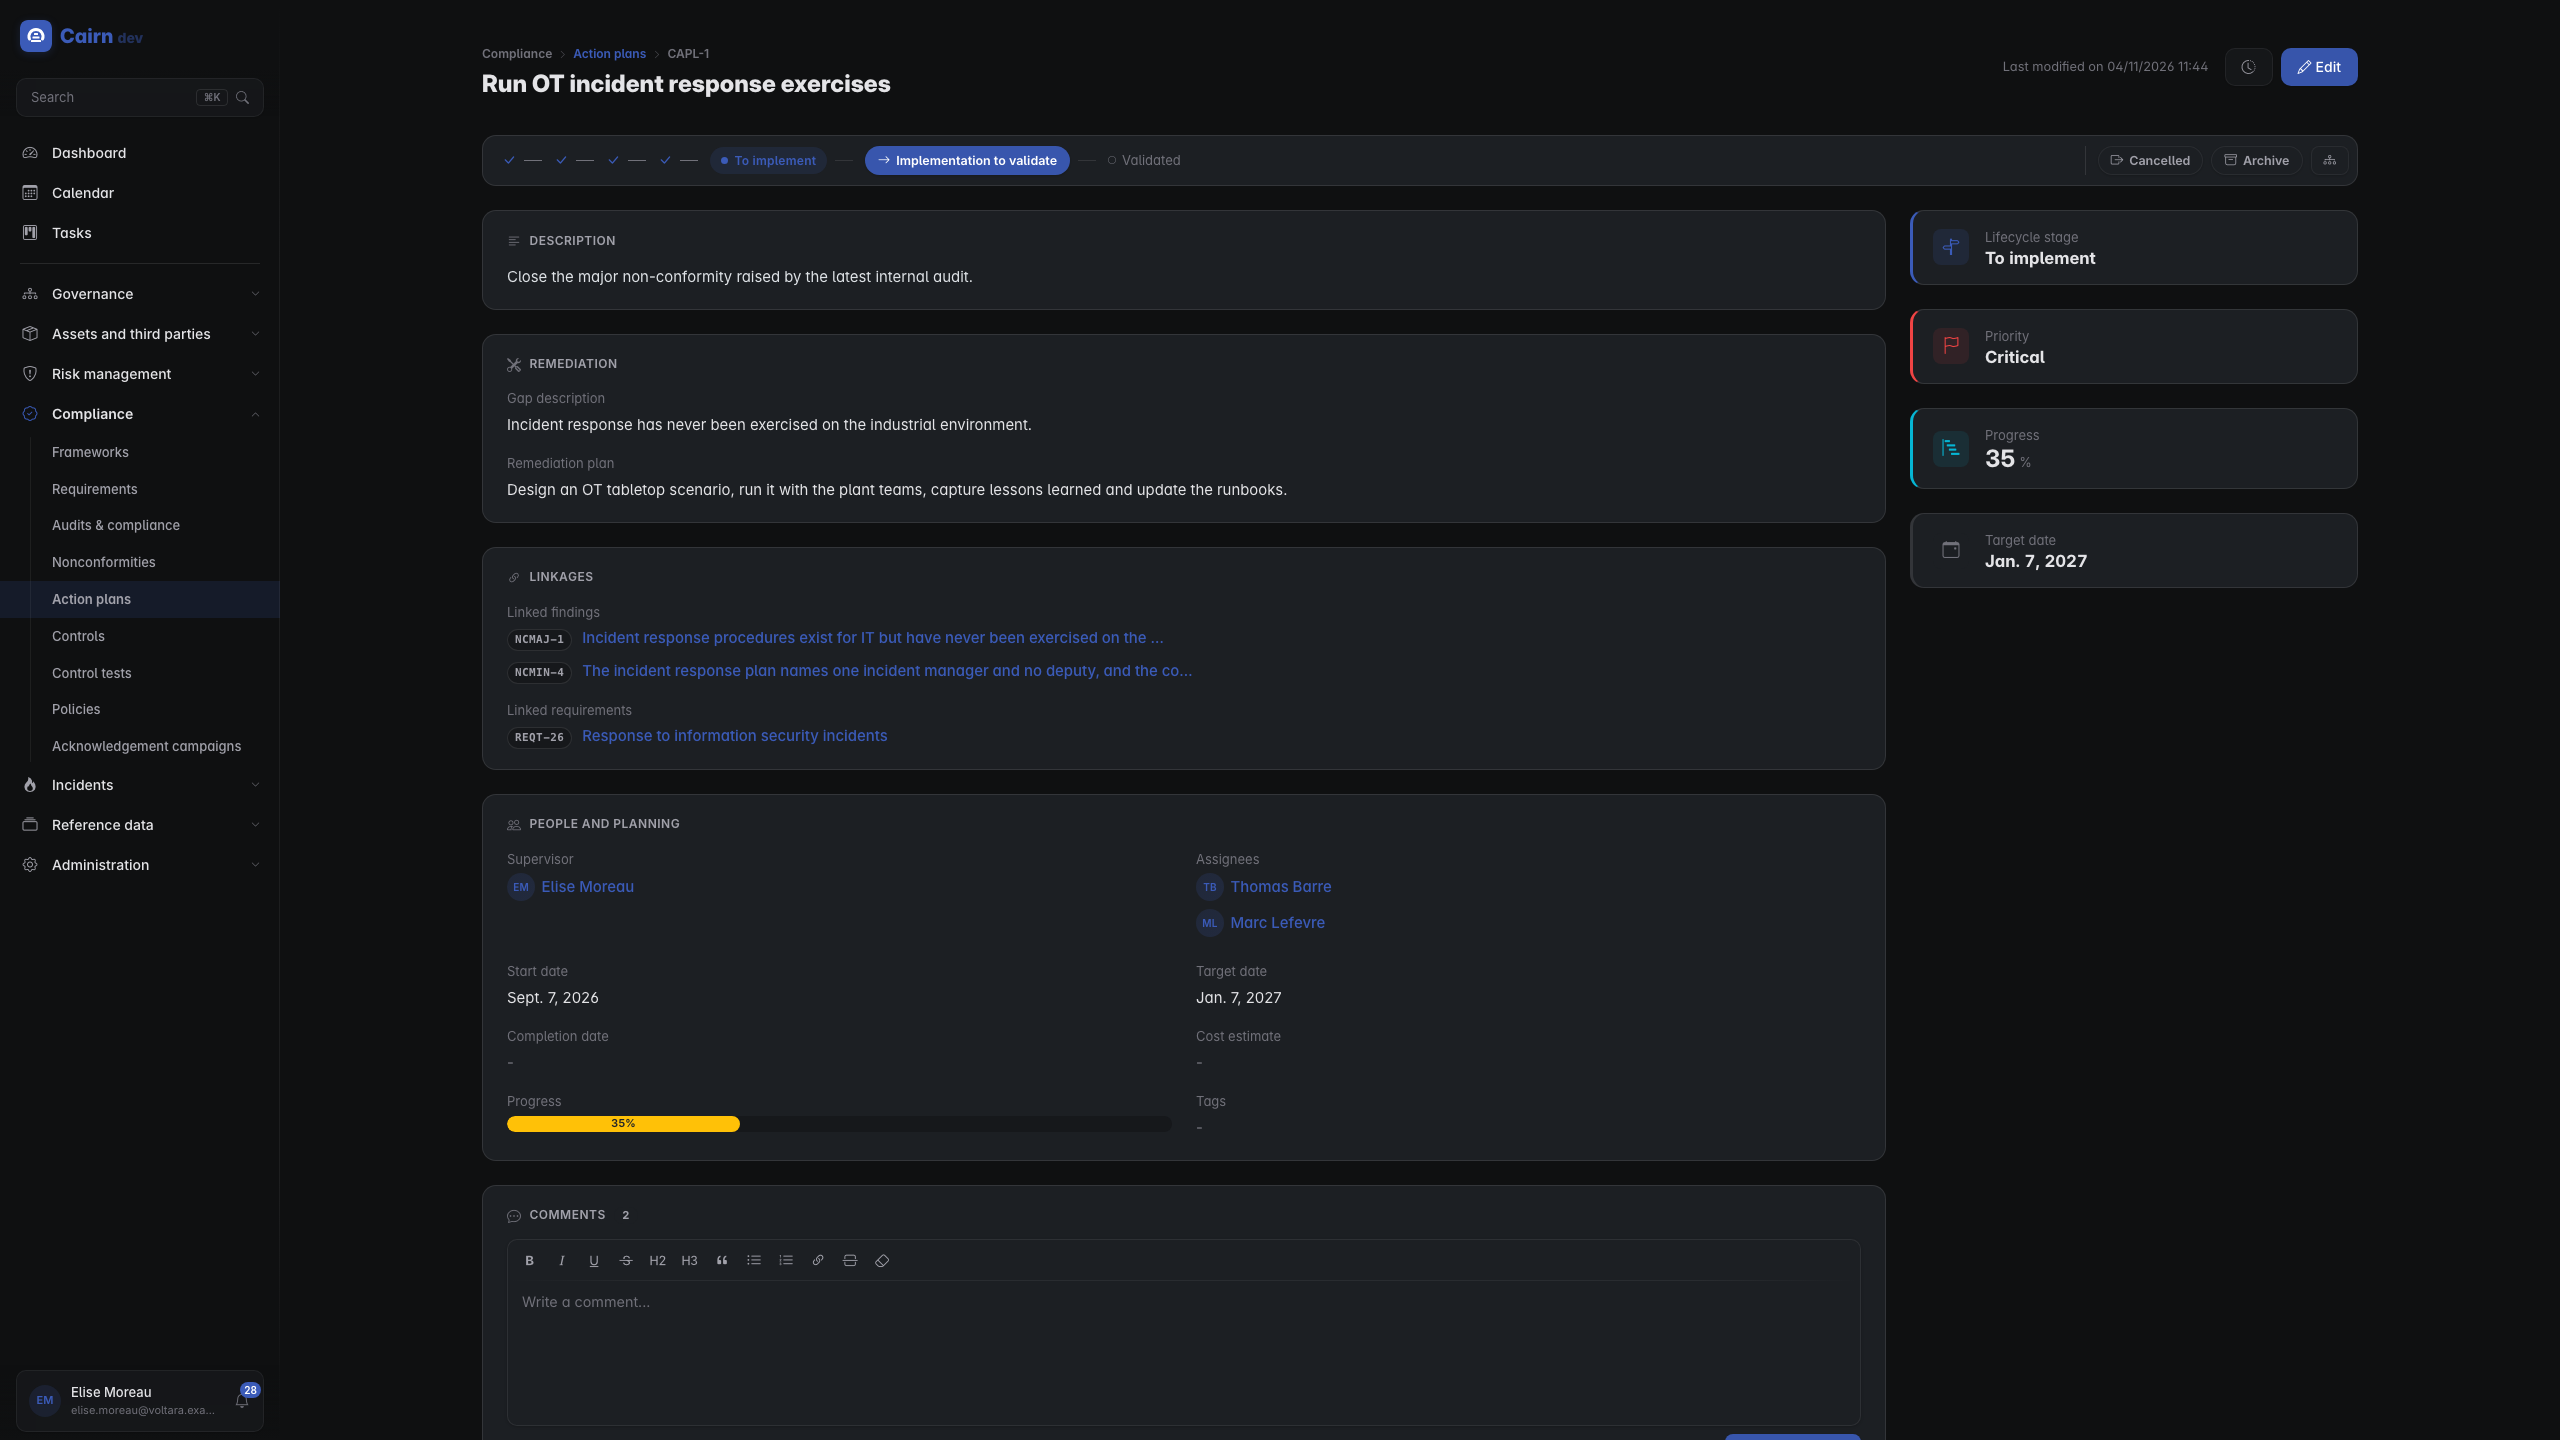 Cairn dev
Search ⌘K
Dashboard
Calendar
Tasks
Governance
Assets and third parties
Risk management
Compliance
Frameworks
Requirements
Audits & compliance
Nonconformities
Action plans
Controls
Control tests
Policies
Acknowledgement campaigns
Incidents
Reference data
Administration
EM Elise Moreau 28
elise.moreau@voltara.exa...
Compliance > Action plans > CAPL-1
Run OT incident response exercises
Last modified on 04/11/2026 11:44
Edit
To implement
Implementation to validate
Validated
Cancelled
Archive
DESCRIPTION
Close the major non-conformity raised by the latest internal audit.
REMEDIATION
Gap description
Incident response has never been exercised on the industrial environment.
Remediation plan
Design an OT tabletop scenario, run it with the plant teams, capture lessons learned and update the runbooks.
LINKAGES
Linked findings
NCMAJ-1 Incident response procedures exist for IT but have never been exercised on the ...
NCMIN-4 The incident response plan names one incident manager and no deputy, and the co...
Linked requirements
REQT-26 Response to information security incidents
PEOPLE AND PLANNING
Supervisor
EM Elise Moreau
Assignees
TB Thomas Barre
ML Marc Lefevre
Start date
Sept. 7, 2026
Target date
Jan. 7, 2027
Completion date
-
Cost estimate
-
Progress
35%
Tags
-
COMMENTS 2
B I U S H2 H3
Write a comment...
Lifecycle stage
To implement
Priority
Critical
Progress
35 %
Target date
Jan. 7, 2027